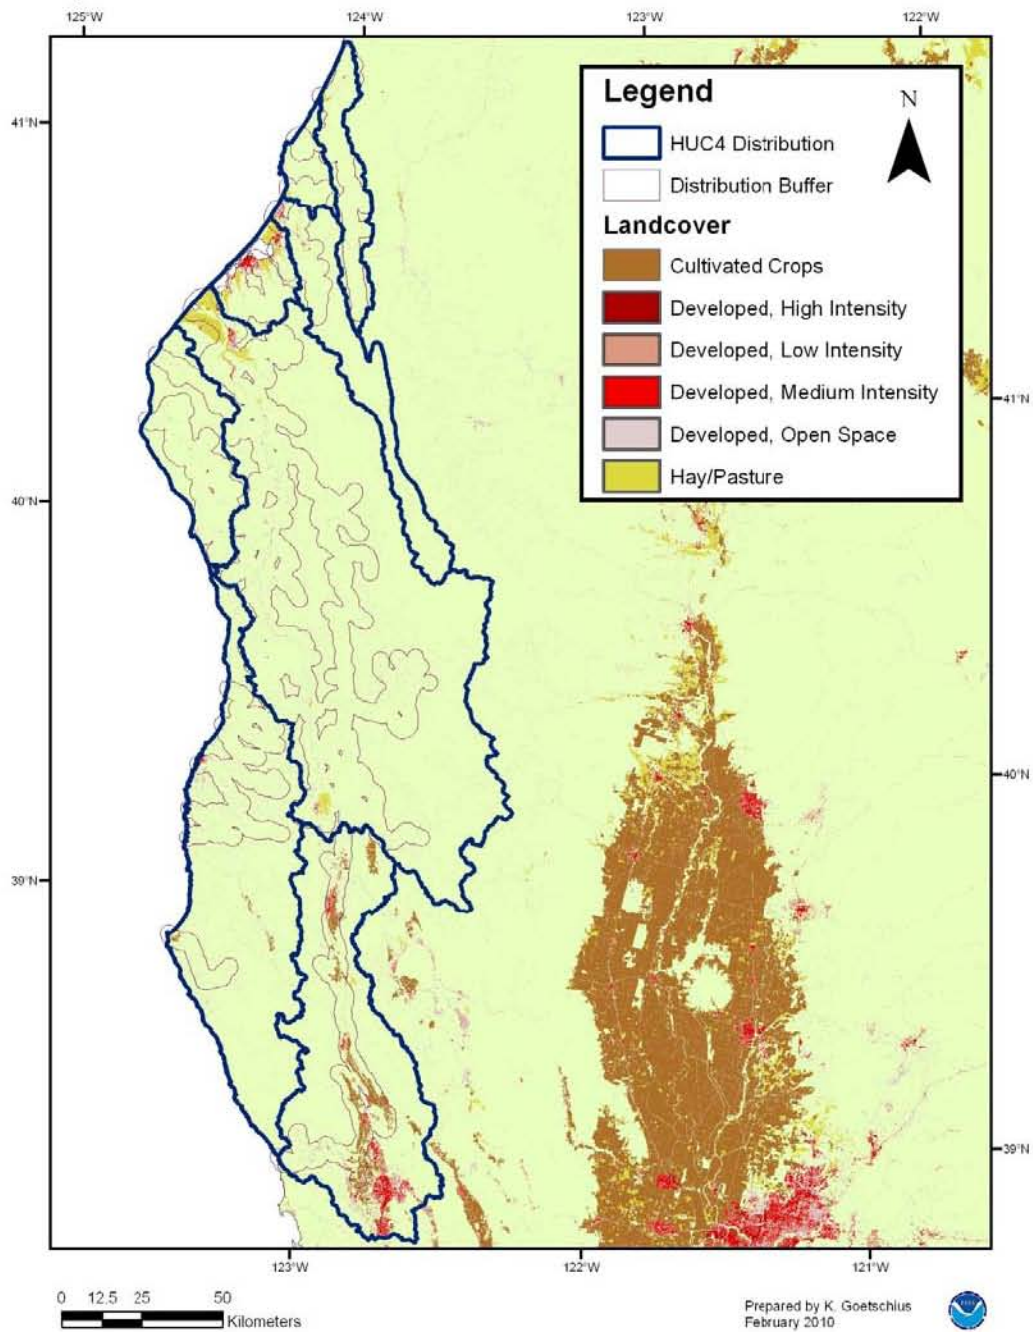 125°W
124°W
123°W
122°W
41°N
40°N
39°N
41°N
40°N
39°N
Legend
N
HUC4 Distribution
Distribution Buffer
Landcover
Cultivated Crops
Developed, High Intensity
Developed, Low Intensity
Developed, Medium Intensity
Developed, Open Space
Hay/Pasture
123°W
122°W
121°W
0 12.5 25 50
Kilometers
Prepared by K. Goetschius
February 2010